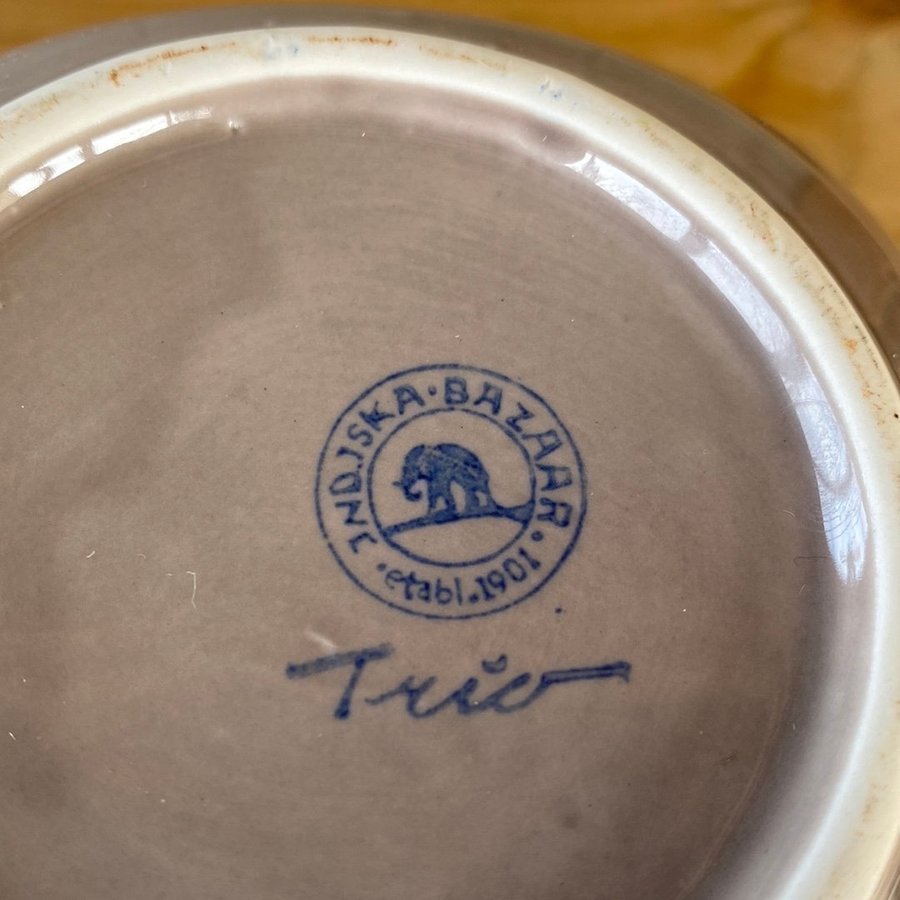 INDISKA · BAZAAR ·
· etabl. 1901
Trio